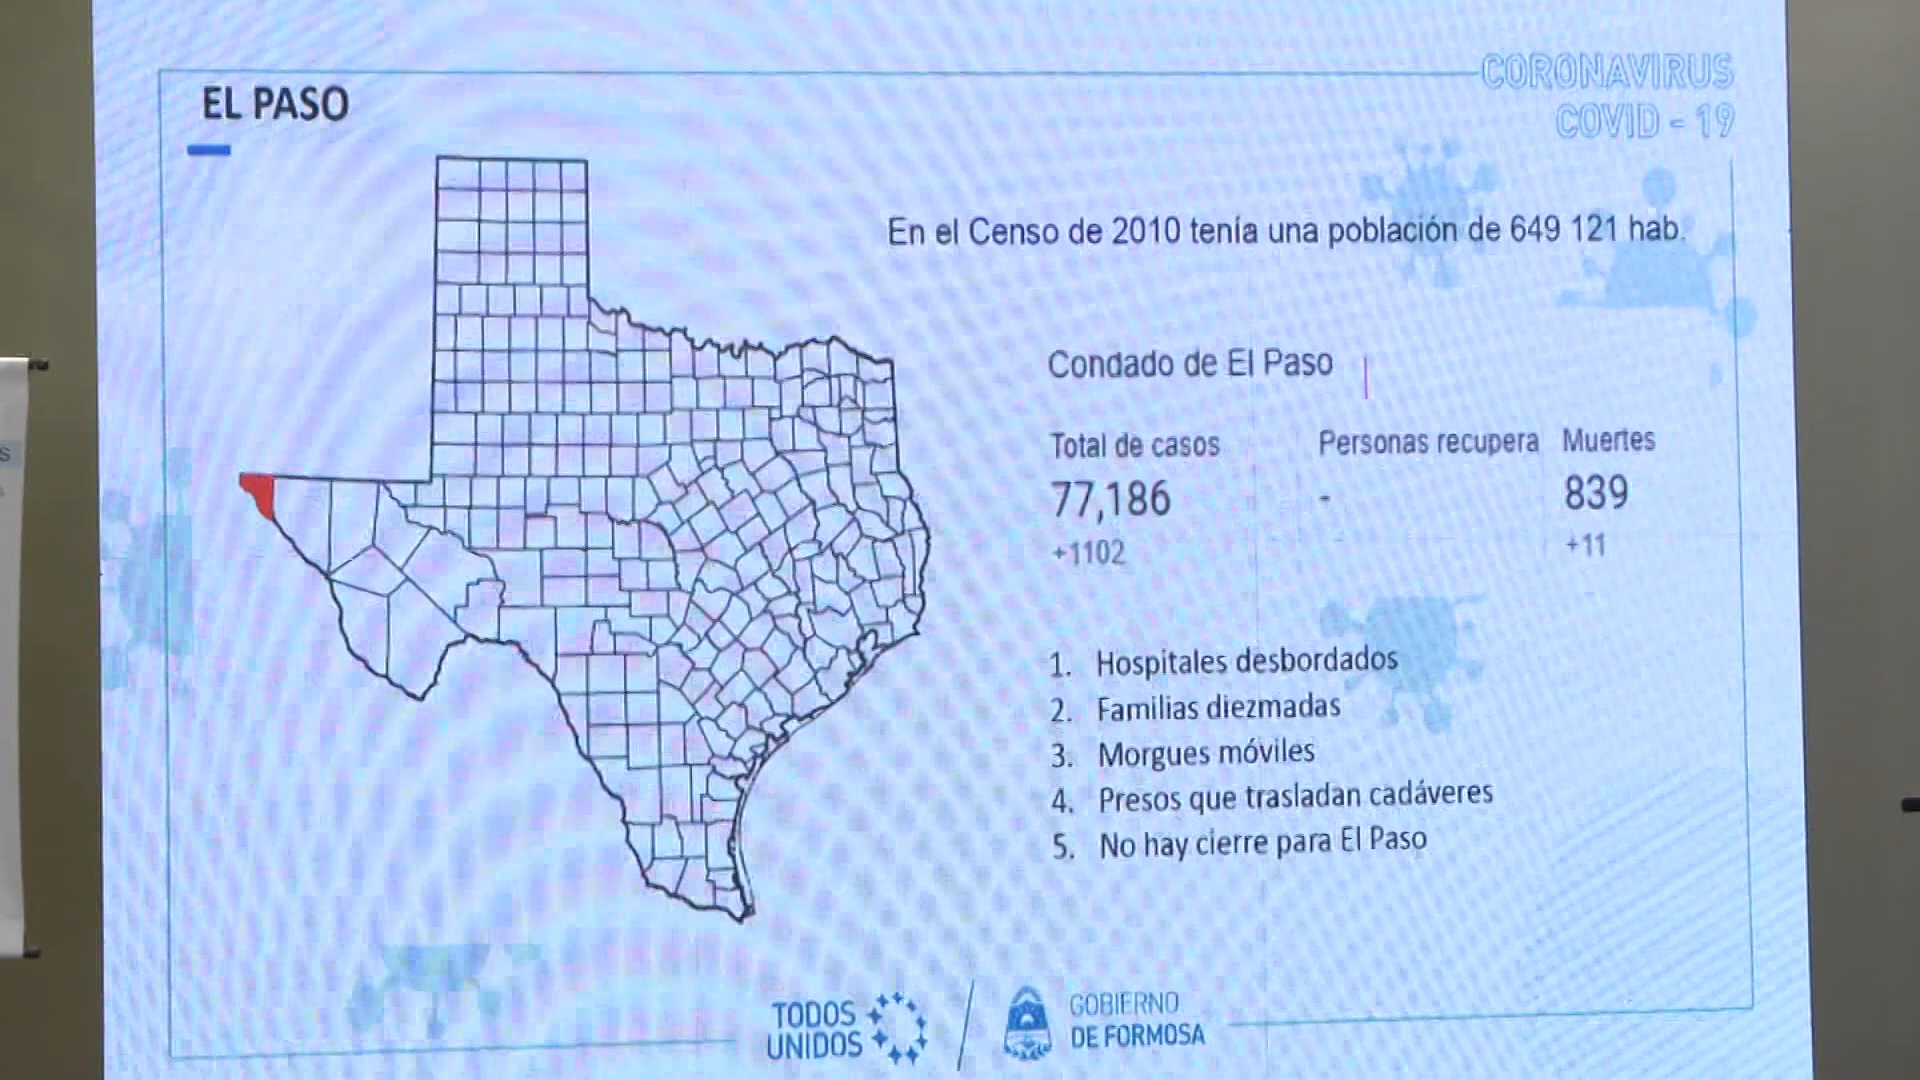 CORONAVIRUS
COVID - 19
EL PASO
En el Censo de 2010 tenía una población de 649 121 hab.
Condado de El Paso
Total de casos
Personas recupera
Muertes
77,186
-
839
+1102
+11
1. Hospitales desbordados
2. Familias diezmadas
3. Morgues móviles
4. Presos que trasladan cadáveres
5. No hay cierre para El Paso
TODOS
UNIDOS
GOBIERNO
DE FORMOSA